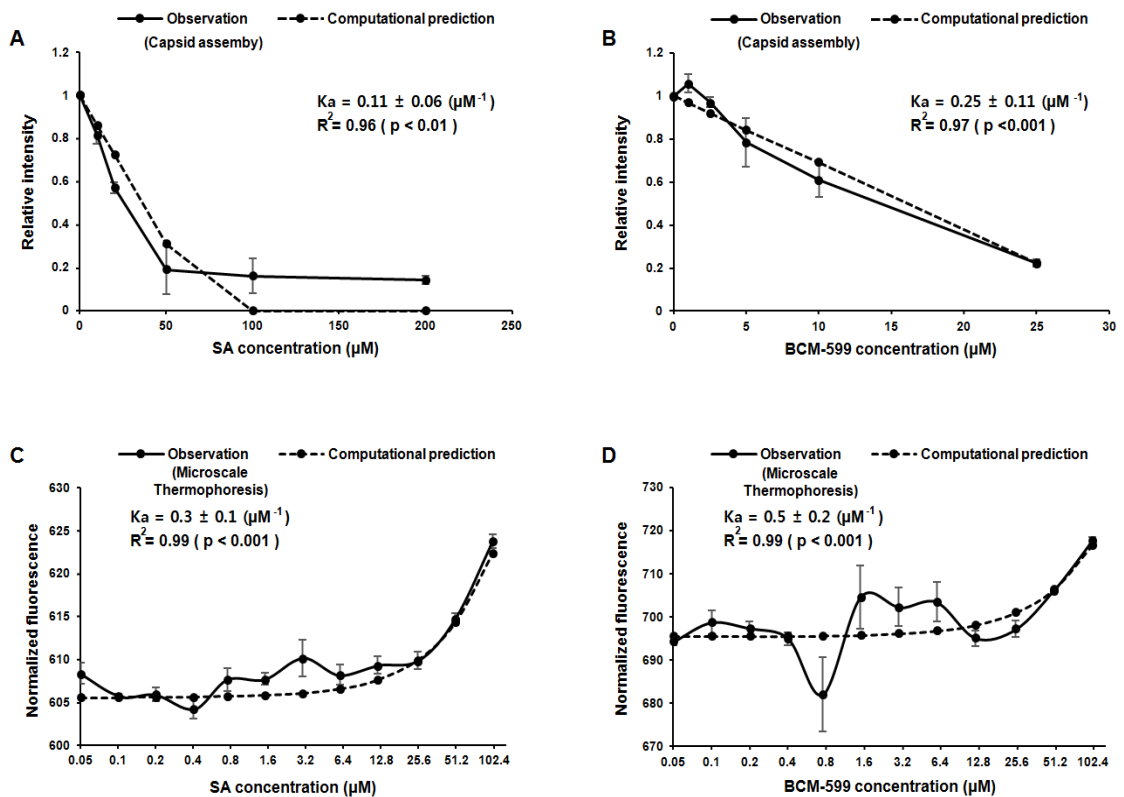 A
Observation
(Capsid assemby)
Computational prediction
Ka = 0.11 ± 0.06 (μM⁻¹)
R²= 0.96 ( p < 0.01 )
Relative intensity
1.2
1
0.8
0.6
0.4
0.2
0
0 50 100 150 200 250
SA concentration (μM)
B
Observation
(Capsid assembly)
Computational prediction
Ka = 0.25 ± 0.11 (μM⁻¹)
R²= 0.97 ( p <0.001 )
Relative intensity
1.2
1
0.8
0.6
0.4
0.2
0
0 5 10 15 20 25 30
BCM-599 concentration (μM)
C
Observation
(Microscale
Thermophoresis)
Computational prediction
Ka = 0.3 ± 0.1 (μM⁻¹)
R²= 0.99 ( p < 0.001 )
Normalized fluorescence
630
625
620
615
610
605
600
0.05 0.1 0.2 0.4 0.8 1.6 3.2 6.4 12.8 25.6 51.2 102.4
SA concentration (μM)
D
Observation
(Microscale
Thermophoresis)
Computational prediction
Ka = 0.5 ± 0.2 (μM⁻¹)
R²= 0.99 ( p < 0.001 )
Normalized fluorescence
730
720
710
700
690
680
670
0.05 0.1 0.2 0.4 0.8 1.6 3.2 6.4 12.8 25.6 51.2 102.4
BCM-599 concentration (μM)